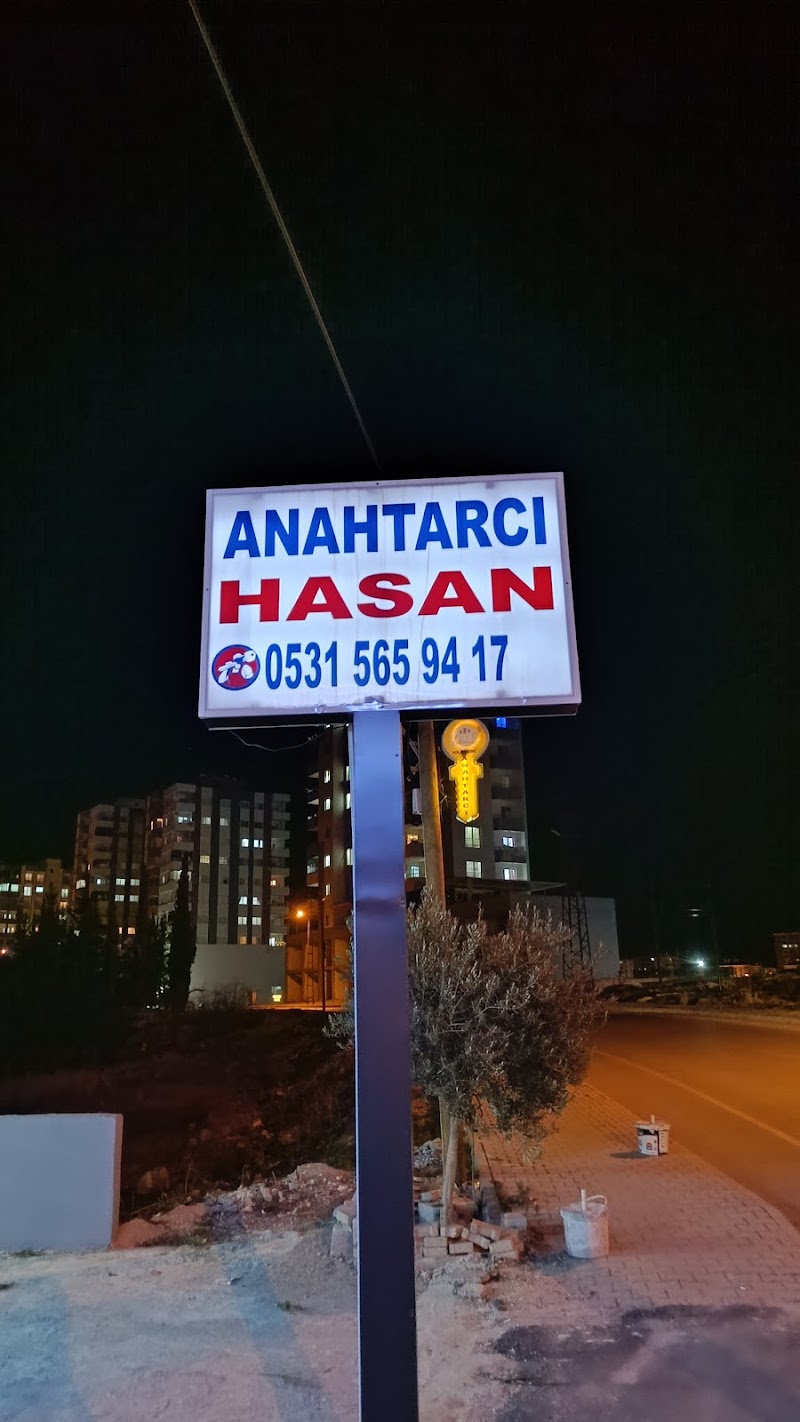 ANAHTARCI
HASAN
0531 565 94 17
ANAHTARCI